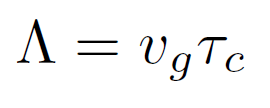 Λ = v_g τ_c